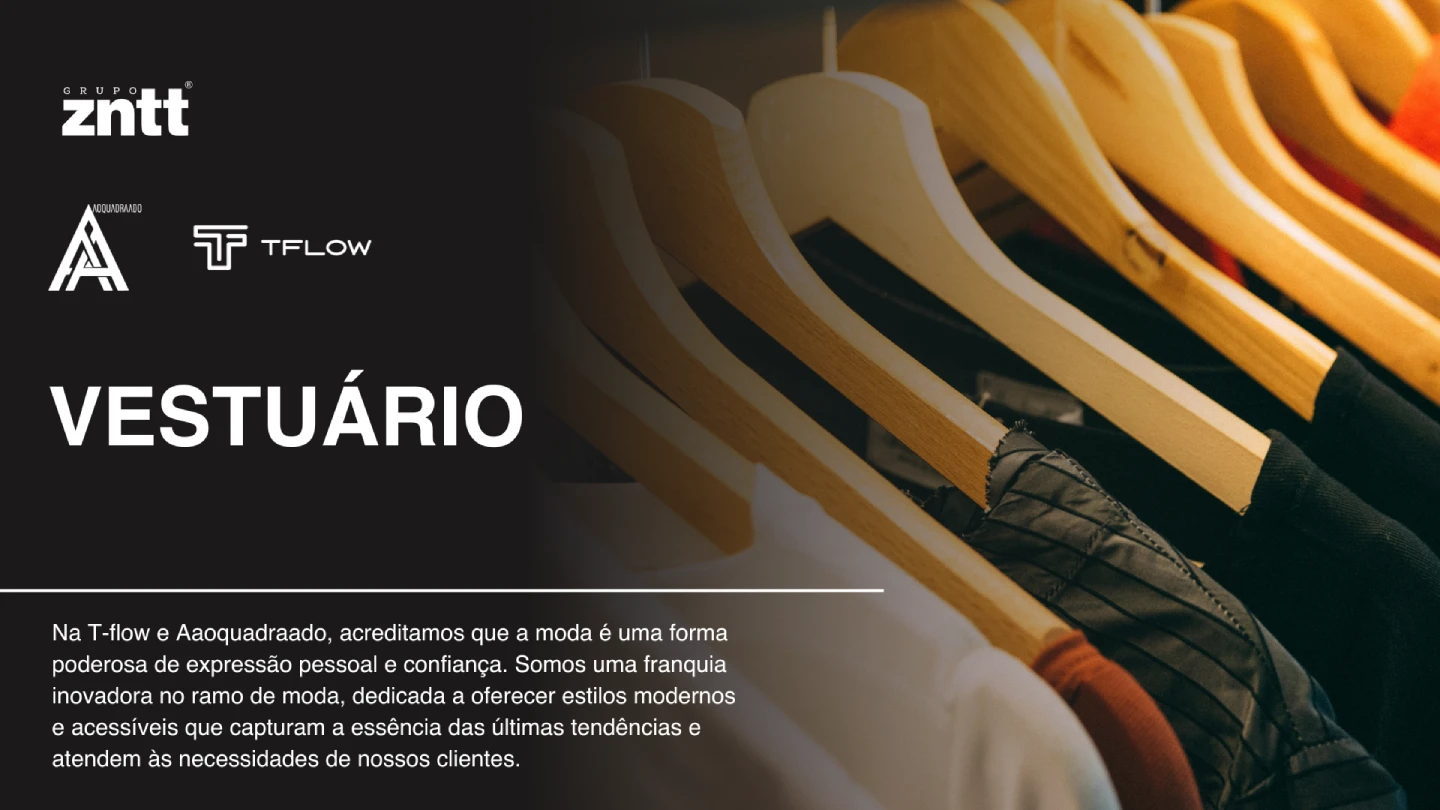 GRUPO
zntt®
AOQUADRAADO
TFLOW
VESTUÁRIO
Na T-flow e Aaoquadraado, acreditamos que a moda é uma forma
poderosa de expressão pessoal e confiança. Somos uma franquia
inovadora no ramo de moda, dedicada a oferecer estilos modernos
e acessíveis que capturam a essência das últimas tendências e
atendem às necessidades de nossos clientes.